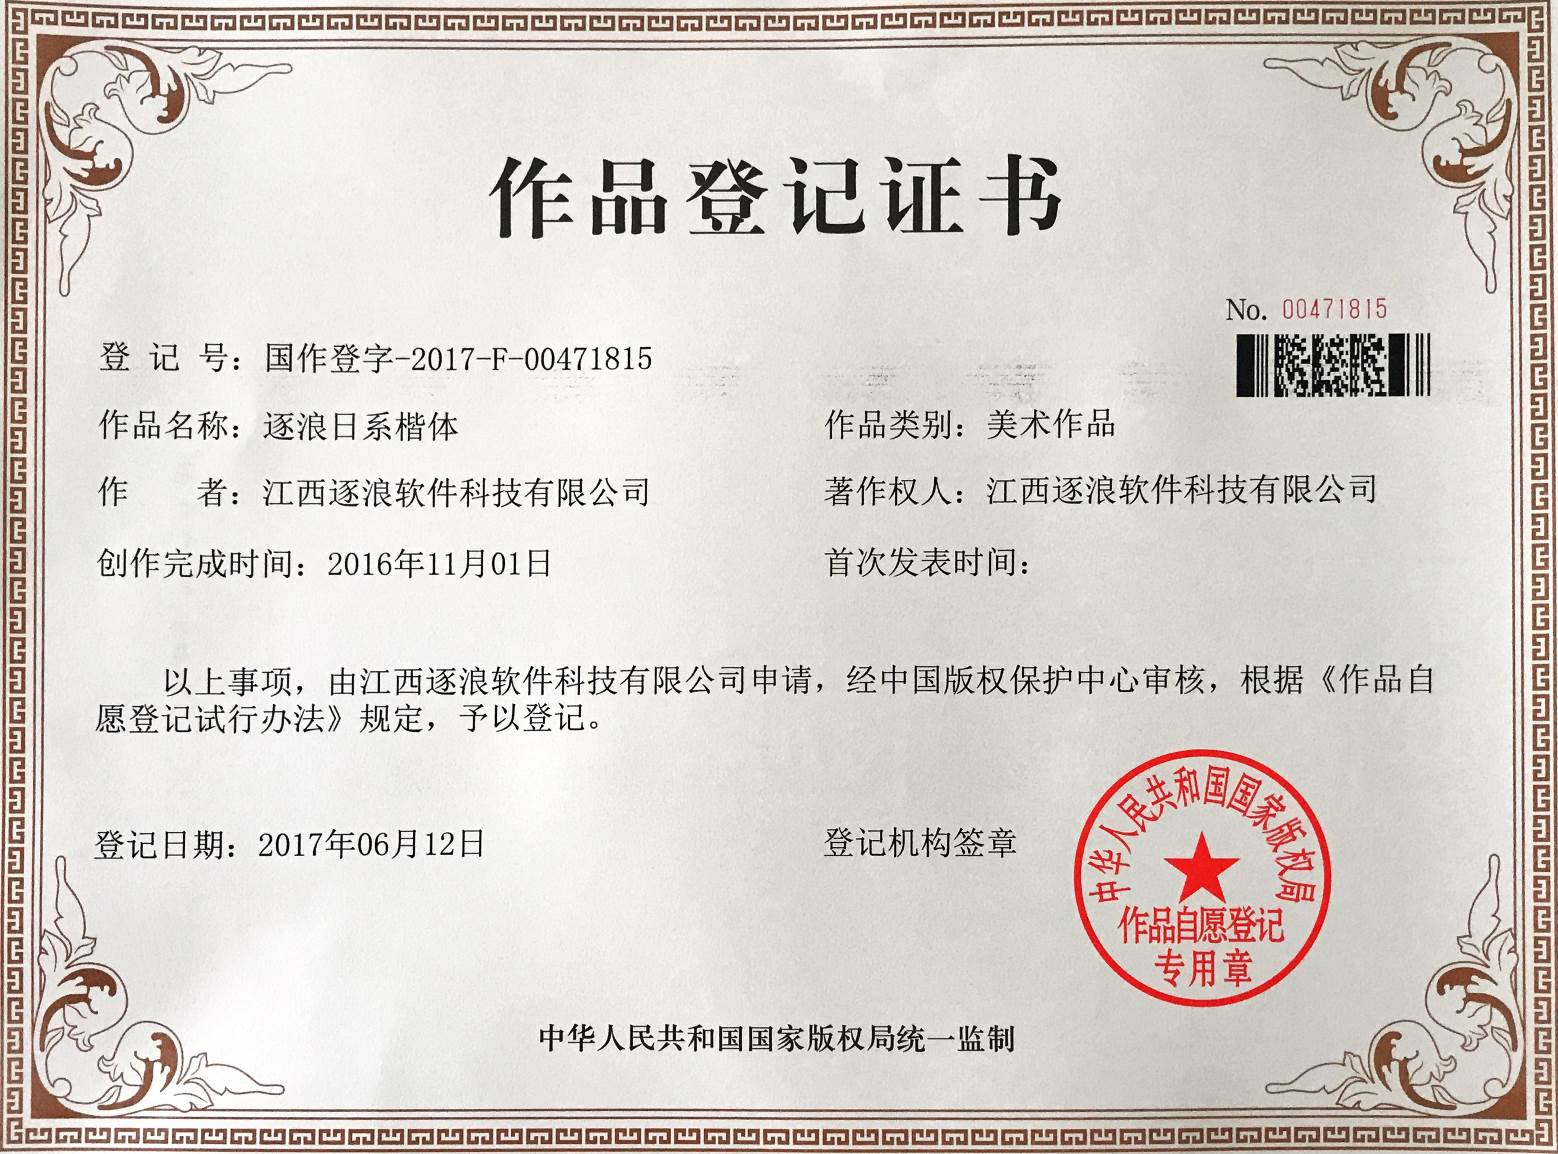 作品登记证书
No. 00471815
登 记 号：国作登字-2017-F-00471815
作品名称：逐浪日系楷体
作品类别：美术作品
作 者：江西逐浪软件科技有限公司
著作权人：江西逐浪软件科技有限公司
创作完成时间：2016年11月01日
首次发表时间：
以上事项，由江西逐浪软件科技有限公司申请，经中国版权保护中心审核，根据《作品自
愿登记试行办法》规定，予以登记。
登记日期：2017年06月12日
登记机构签章
中华人民共和国国家版权局
作品自愿登记
专用章
中华人民共和国国家版权局统一监制